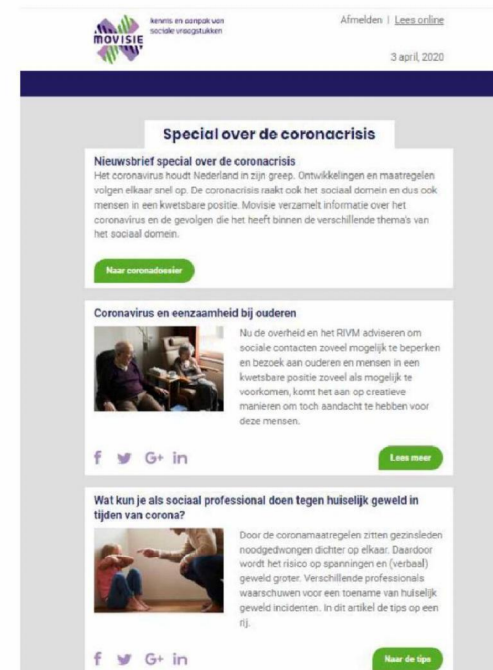 MOVISIE
kennis en aanpak van
sociale vraagstukken
Afmelden | Lees online
3 april, 2020
Special over de coronacrisis
Nieuwsbrief special over de coronacrisis
Het coronavirus houdt Nederland in zijn greep. Ontwikkelingen en maatregelen
volgen elkaar snel op. De coronacrisis raakt ook het sociaal domein en dus ook
mensen in een kwetsbare positie. Movisie verzamelt informatie over het
coronavirus en de gevolgen die het heeft binnen de verschillende thema's van
het sociaal domein.
Naar coronadossier
Coronavirus en eenzaamheid bij ouderen
Nu de overheid en het RIVM adviseren om
sociale contacten zoveel mogelijk te beperken
en bezoek aan ouderen en mensen in een
kwetsbare positie zoveel als mogelijk te
voorkomen, komt het aan op creatieve
manieren om toch aandacht te hebben voor
deze mensen.
f G+ in
Lees meer
Wat kun je als sociaal professional doen tegen huiselijk geweld in
tijden van corona?
Door de coronamaatregelen zitten gezinsleden
noodgedwongen dichter op elkaar. Daardoor
wordt het risico op spanningen en (verbaal)
geweld groter. Verschillende professionals
waarschuwen voor een toename van huiselijk
geweld incidenten. In dit artikel de tips op een
rij.
f G+ in
Naar de tips